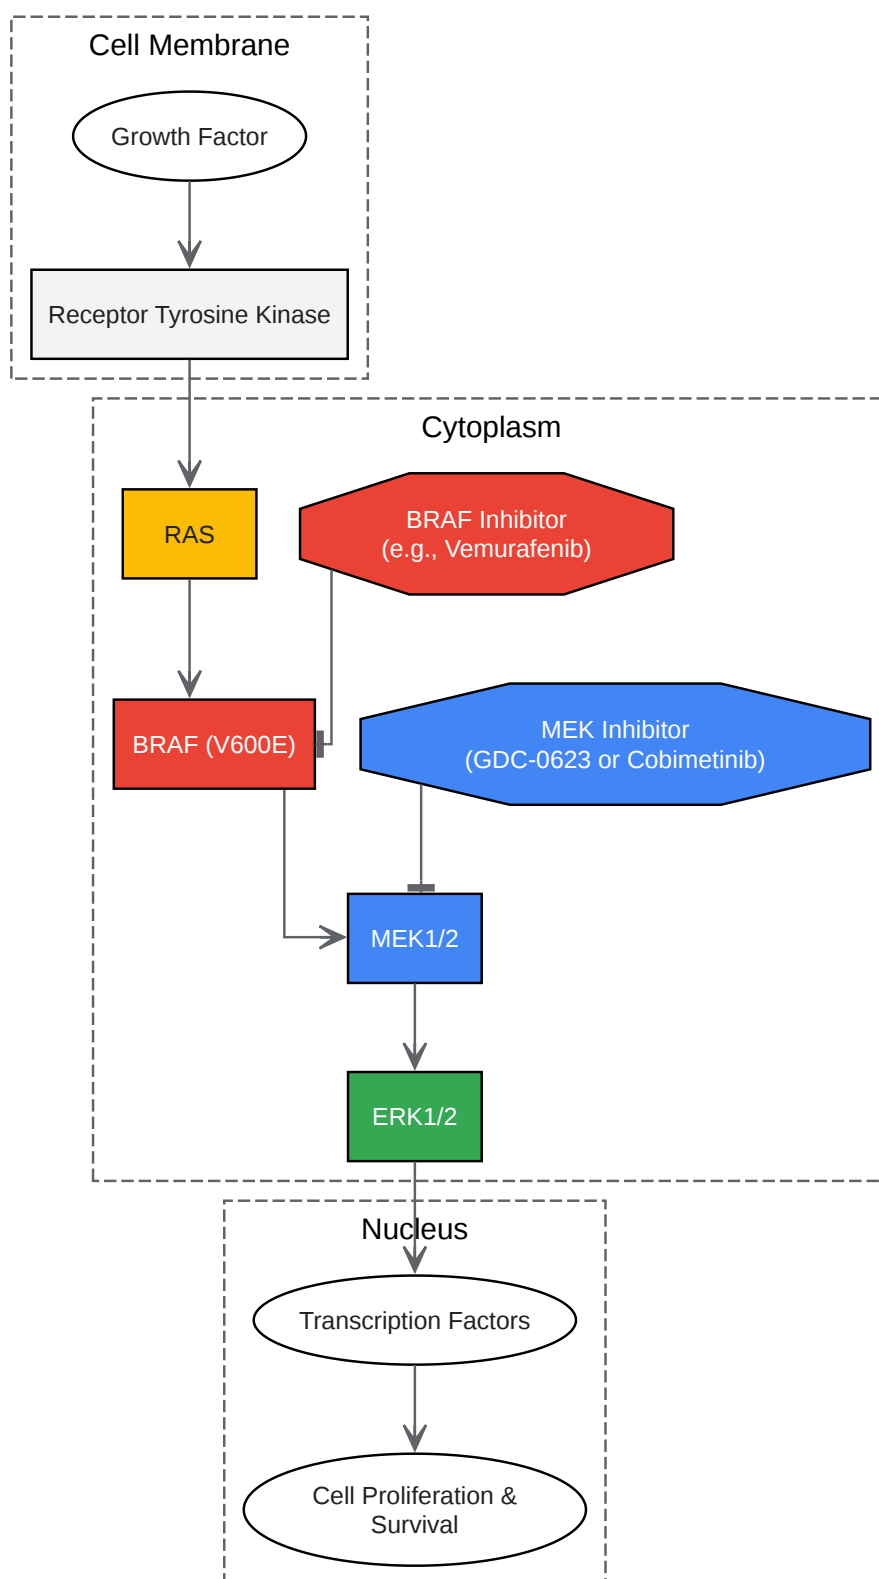 Cell Membrane
Growth Factor
Receptor Tyrosine Kinase
Cytoplasm
RAS
BRAF Inhibitor
(e.g., Vemurafenib)
BRAF (V600E)
MEK Inhibitor
(GDC-0623 or Cobimetinib)
MEK1/2
ERK1/2
Nucleus
Transcription Factors
Cell Proliferation &
Survival